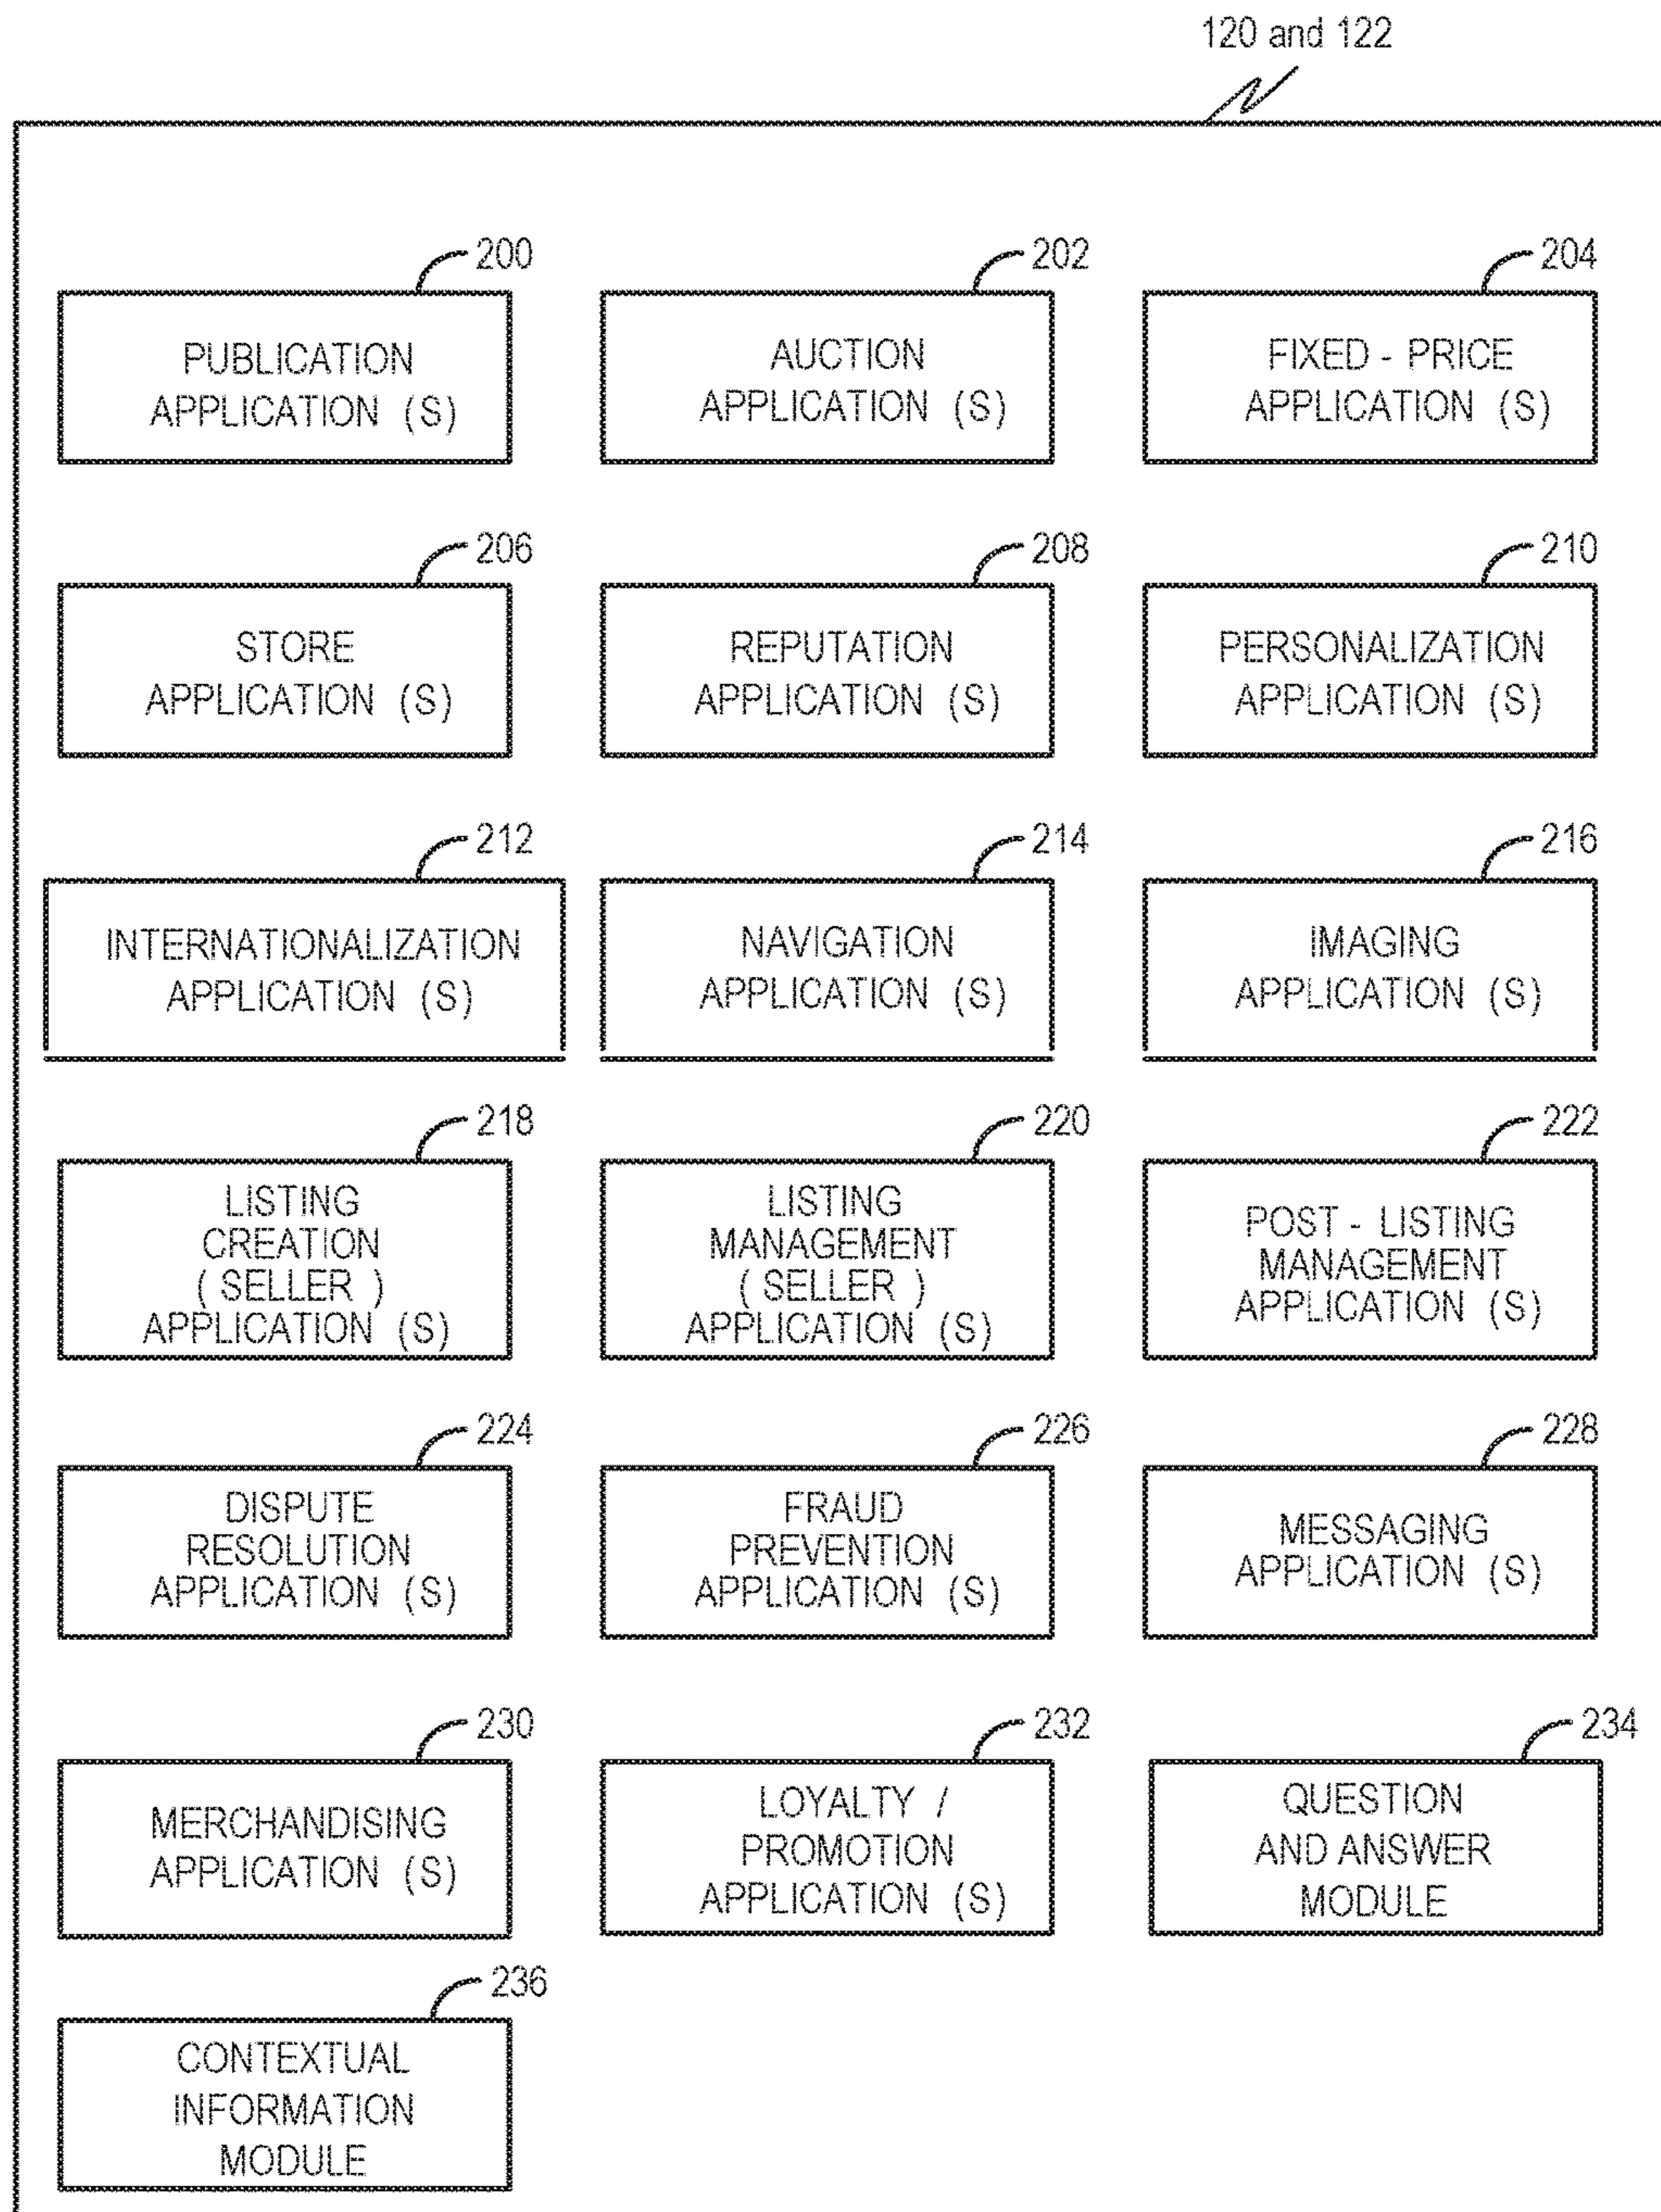 120 and 122
200
PUBLICATION
APPLICATION (S)
202
AUCTION
APPLICATION (S)
204
FIXED - PRICE
APPLICATION (S)
206
STORE
APPLICATION (S)
208
REPUTATION
APPLICATION (S)
210
PERSONALIZATION
APPLICATION (S)
212
INTERNATIONALIZATION
APPLICATION (S)
214
NAVIGATION
APPLICATION (S)
216
IMAGING
APPLICATION (S)
218
LISTING
CREATION
( SELLER )
APPLICATION (S)
220
LISTING
MANAGEMENT
( SELLER )
APPLICATION (S)
222
POST - LISTING
MANAGEMENT
APPLICATION (S)
224
DISPUTE
RESOLUTION
APPLICATION (S)
226
FRAUD
PREVENTION
APPLICATION (S)
228
MESSAGING
APPLICATION (S)
230
MERCHANDISING
APPLICATION (S)
232
LOYALTY /
PROMOTION
APPLICATION (S)
234
QUESTION
AND ANSWER
MODULE
236
CONTEXTUAL
INFORMATION
MODULE